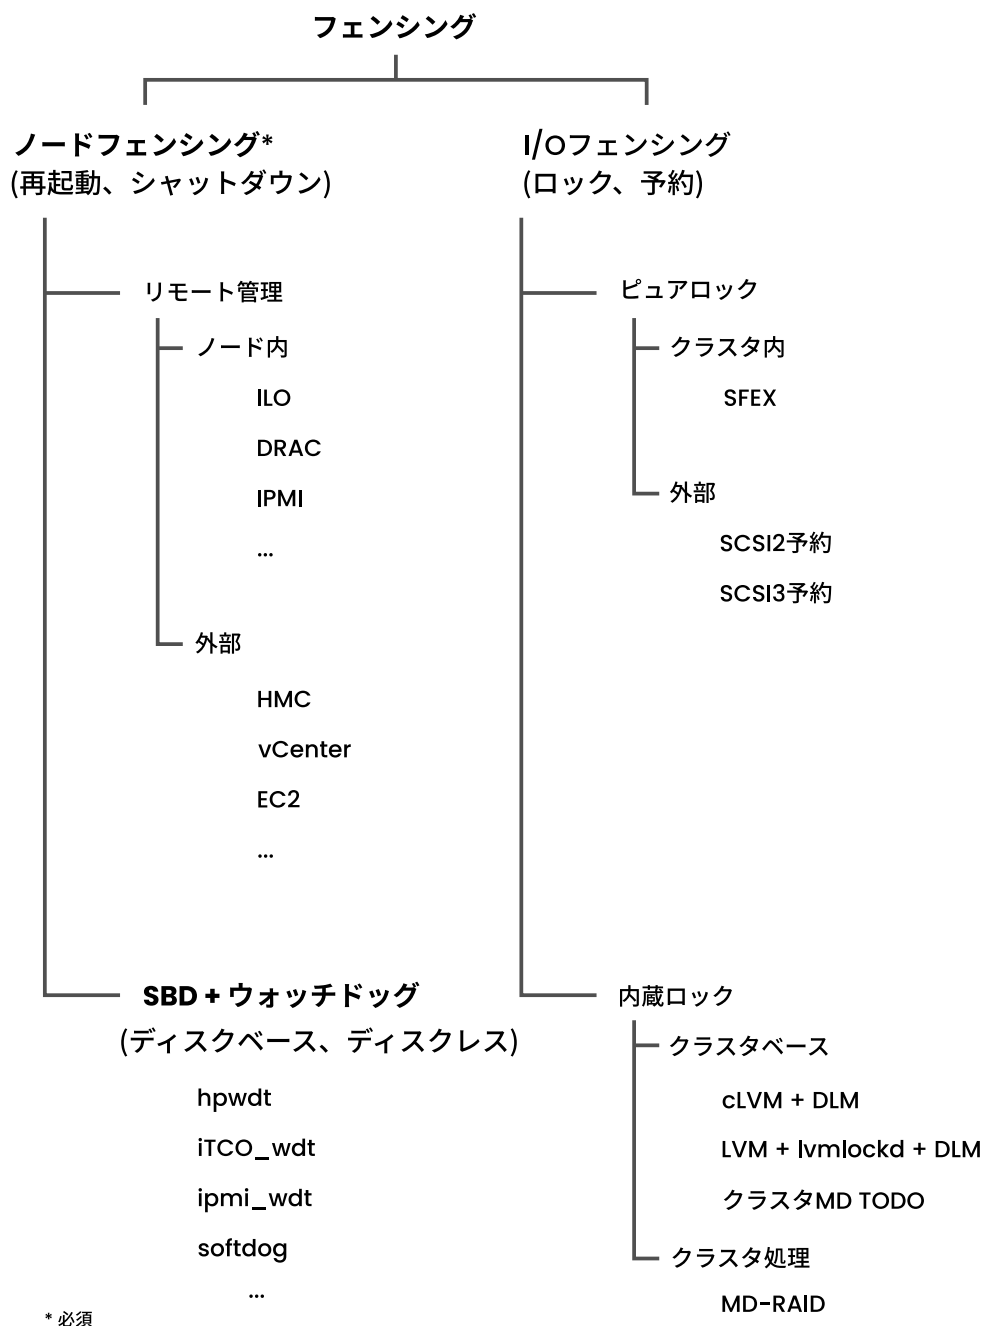 フェンシング
ノードフェンシング*
(再起動、シャットダウン)
リモート管理
ノード内
ILO
DRAC
IPMI
...
外部
HMC
vCenter
EC2
...
SBD + ウォッチドッグ
(ディスクベース、ディスクレス)
hpwdt
iTCO_wdt
ipmi_wdt
softdog
...
* 必須
I/Oフェンシング
(ロック、予約)
ピュアロック
クラスタ内
SFEX
外部
SCSI2予約
SCSI3予約
内蔵ロック
クラスタベース
cLVM + DLM
LVM + lvmlockd + DLM
クラスタMD TODO
クラスタ処理
MD-RAID